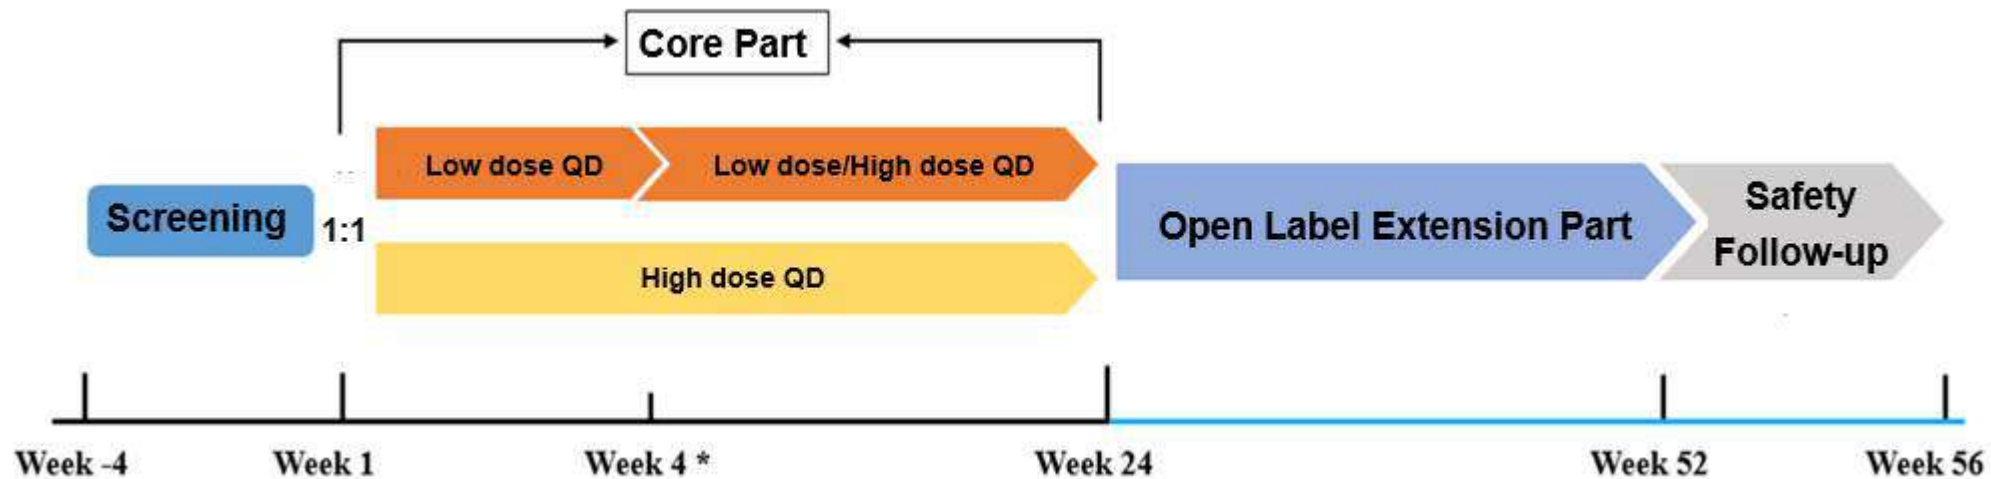 Core Part
Low dose QD
Low dose/High dose QD
Screening
1:1
High dose QD
Open Label Extension Part
Safety
Follow-up
Week -4
Week 1
Week 4 *
Week 24
Week 52
Week 56